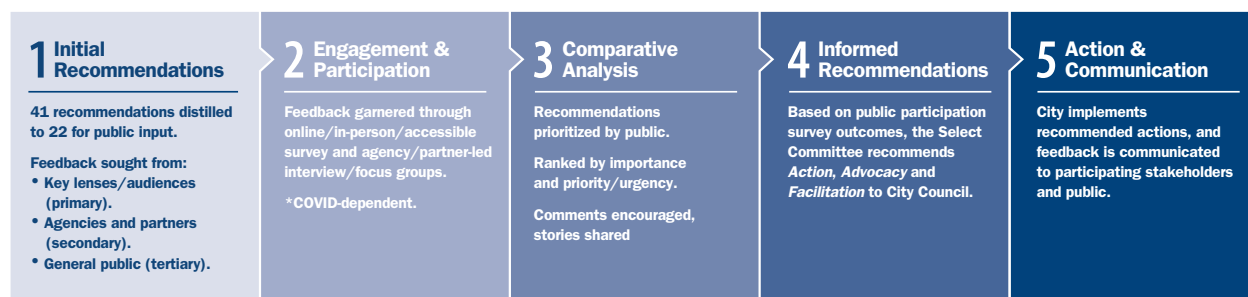 1 Initial
Recommendations
41 recommendations distilled
to 22 for public input.
Feedback sought from:
• Key lenses/audiences
(primary).
• Agencies and partners
(secondary).
• General public (tertiary).
2 Engagement &
Participation
Feedback garnered through
online/in-person/accessible
survey and agency/partner-led
interview/focus groups.
*COVID-dependent.
3 Comparative
Analysis
Recommendations
prioritized by public.
Ranked by importance
and priority/urgency.
Comments encouraged,
stories shared
4 Informed
Recommendations
Based on public participation
survey outcomes, the Select
Committee recommends
Action, Advocacy and
Facilitation to City Council.
5 Action &
Communication
City implements
recommended actions, and
feedback is communicated
to participating stakeholders
and public.